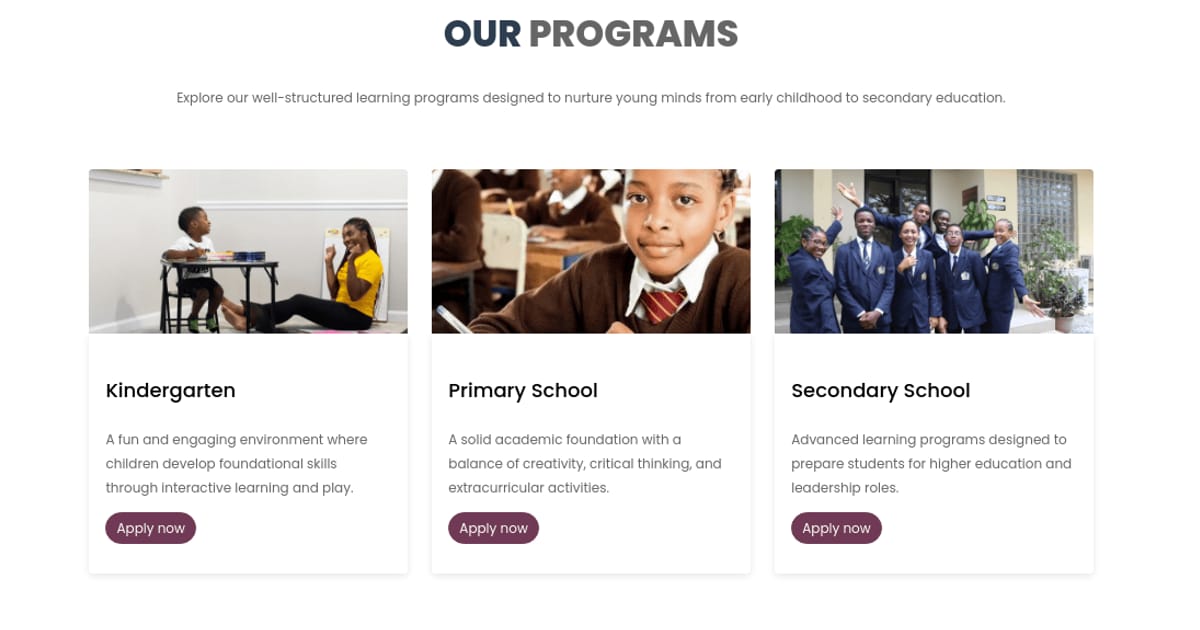 OUR PROGRAMS
Explore our well-structured learning programs designed to nurture young minds from early childhood to secondary education.
Kindergarten
A fun and engaging environment where
children develop foundational skills
through interactive learning and play.
Apply now
Primary School
A solid academic foundation with a
balance of creativity, critical thinking, and
extracurricular activities.
Apply now
Secondary School
Advanced learning programs designed to
prepare students for higher education and
leadership roles.
Apply now